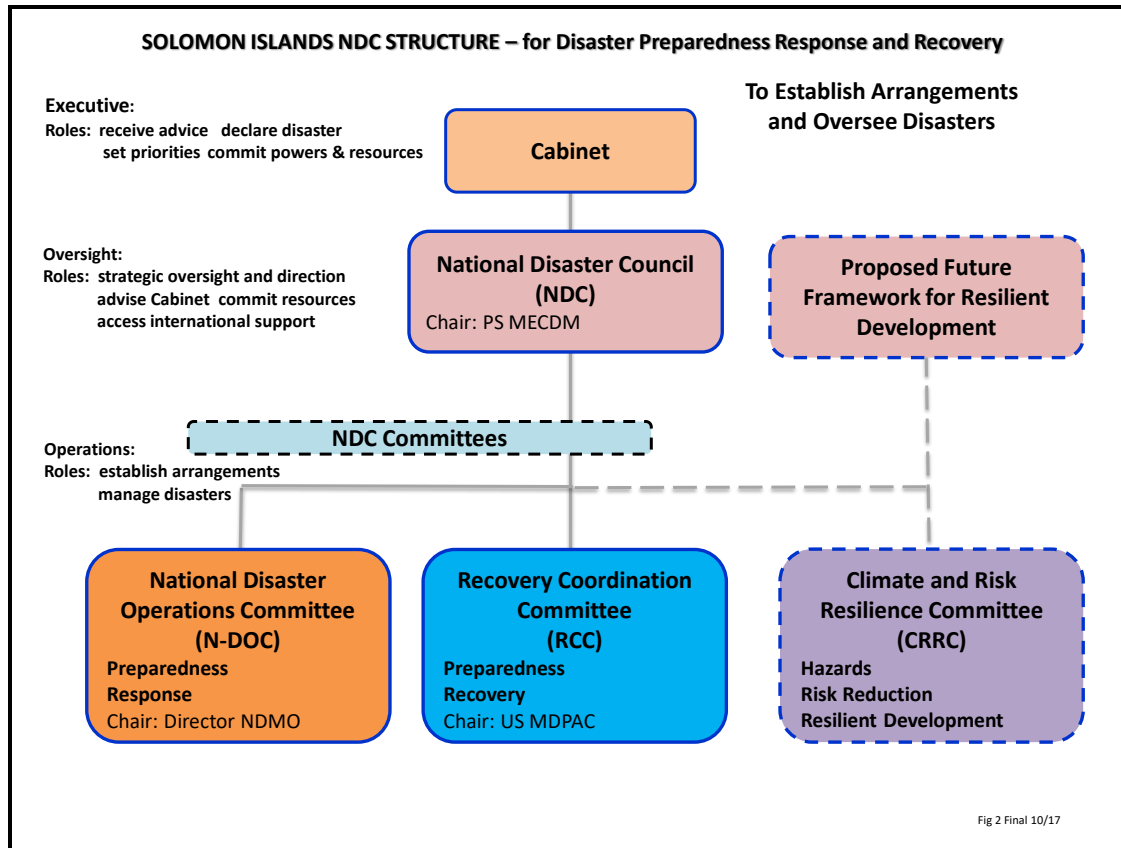 SOLOMON ISLANDS NDC STRUCTURE – for Disaster Preparedness Response and Recovery
To Establish Arrangements
and Oversee Disasters
Executive:
Roles: receive advice declare disaster
set priorities commit powers & resources
Cabinet
Oversight:
Roles: strategic oversight and direction
advise Cabinet commit resources
access international support
National Disaster Council
(NDC)
Chair: PS MECDM
Proposed Future
Framework for Resilient
Development
NDC Committees
Operations:
Roles: establish arrangements
manage disasters
National Disaster
Operations Committee
(N-DOC)
Preparedness
Response
Chair: Director NDMO
Recovery Coordination
Committee
(RCC)
Preparedness
Recovery
Chair: US MDPAC
Climate and Risk
Resilience Committee
(CRRC)
Hazards
Risk Reduction
Resilient Development
Fig 2 Final 10/17